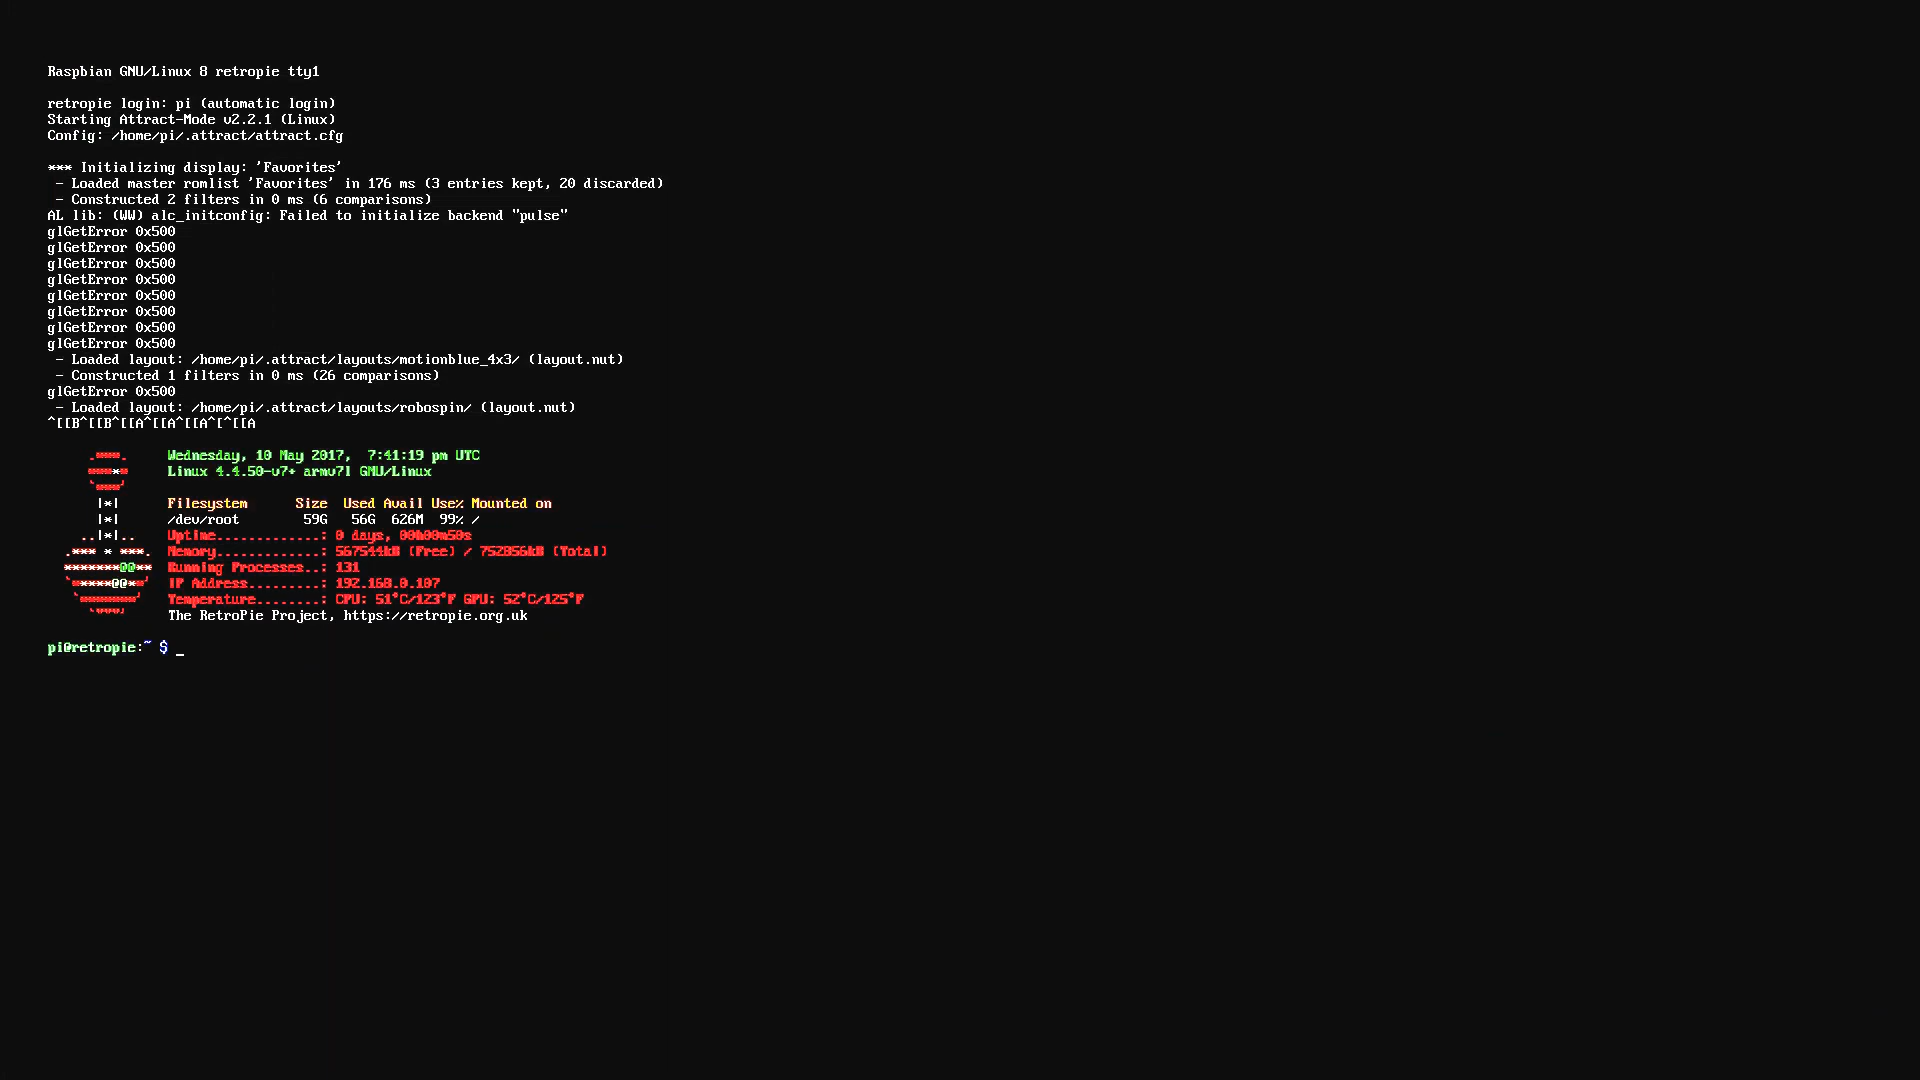 Raspbian GNU/Linux 8 retropie tty1
retropie login: pi (automatic login)
Starting Attract-Mode v2.2.1 (Linux)
Config: /home/pi/.attract/attract.cfg
*** Initializing display: 'Favorites'
 - Loaded master romlist 'Favorites' in 176 ms (3 entries kept, 20 discarded)
 - Constructed 2 filters in 0 ms (6 comparisons)
AL lib: (WW) alc_initconfig: Failed to initialize backend "pulse"
glGetError 0x500
glGetError 0x500
glGetError 0x500
glGetError 0x500
glGetError 0x500
glGetError 0x500
glGetError 0x500
glGetError 0x500
 - Loaded layout: /home/pi/.attract/layouts/motionblue_4x3/ (layout.nut)
 - Constructed 1 filters in 0 ms (26 comparisons)
glGetError 0x500
 - Loaded layout: /home/pi/.attract/layouts/robospin/ (layout.nut)
^[[B^[[B^[[A^[[A^[[A^[^[[A
Wednesday, 10 May 2017,  7:41:19 pm UTC
Linux 4.4.50-v7+ armv7l GNU/Linux
Filesystem      Size  Used Avail Use% Mounted on
/dev/root        59G   56G  626M  99% /
Uptime.............: 0 days, 00h00m50s
Memory.............: 567544kB (Free) / 752856kB (Total)
Running Processes..: 131
IP Address.........: 192.168.0.107
Temperature........: CPU: 51°C/123°F GPU: 52°C/125°F
The RetroPie Project, https://retropie.org.uk
pi@retropie:~ $ _